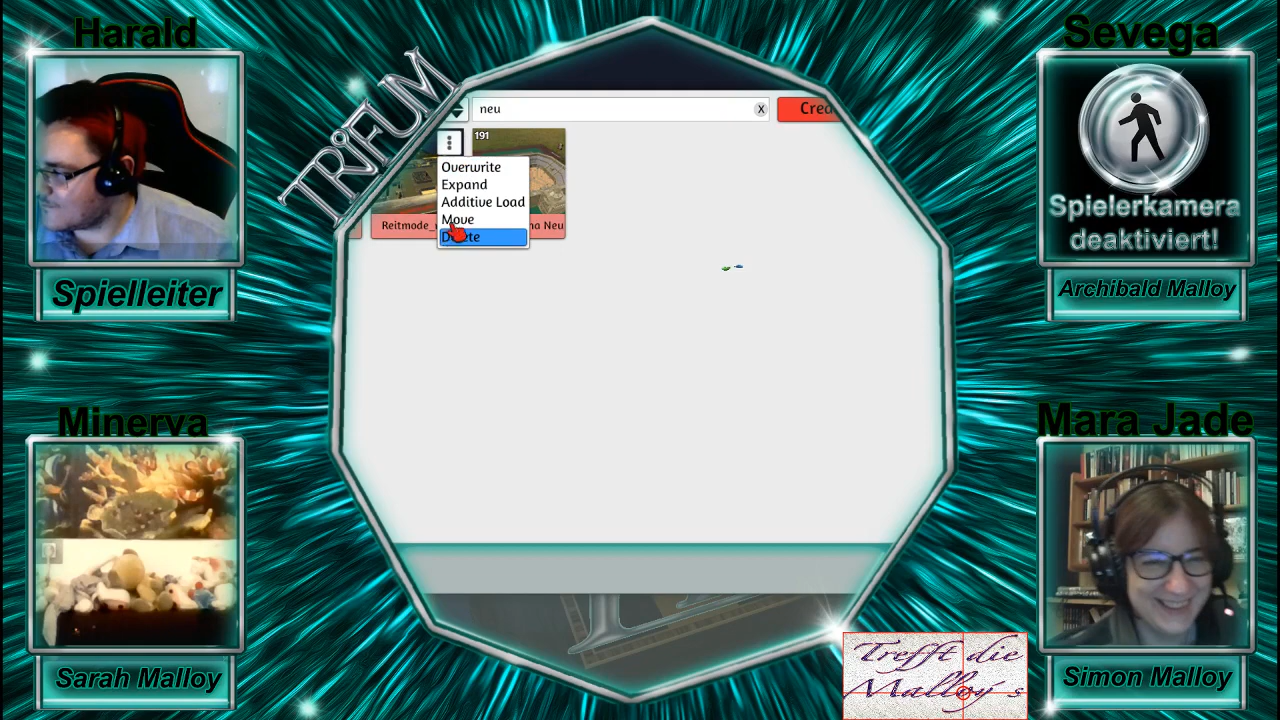 Harald
Spielleiter
TRIFUM
neu
X
191
Overwrite
Expand
Additive Load
Move
Reitmode_
Neu
Sevega
Spielerkamera
deaktiviert!
Archibald Malloy
Minerva
Sarah Malloy
Mara Jade
Simon Malloy
Trefft die
Malloy's